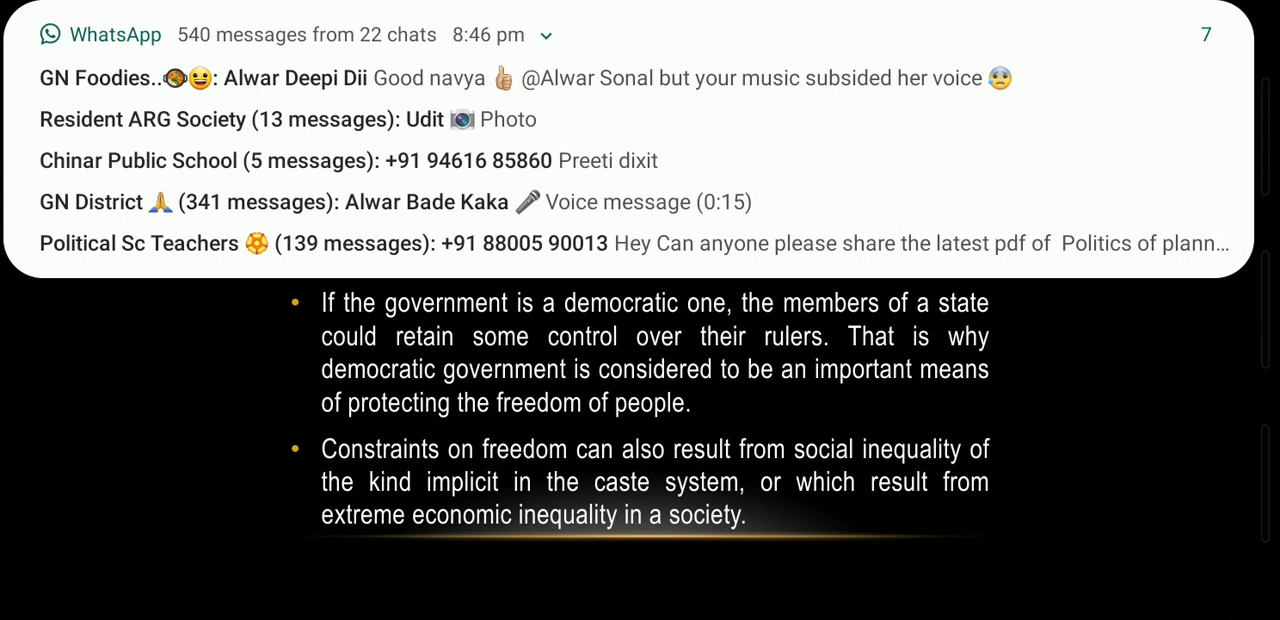 WhatsApp 540 messages from 22 chats 8:46 pm 7
GN Foodies..🥘😀: Alwar Deepi Dii Good navya 👍🏼 @Alwar Sonal but your music subsided her voice 😰
Resident ARG Society (13 messages): Udit 📷 Photo
Chinar Public School (5 messages): +91 94616 85860 Preeti dixit
GN District 🙏 (341 messages): Alwar Bade Kaka 🎤 Voice message (0:15)
Political Sc Teachers 🏵️ (139 messages): +91 88005 90013 Hey Can anyone please share the latest pdf of Politics of plann...
• If the government is a democratic one, the members of a state
could retain some control over their rulers. That is why
democratic government is considered to be an important means
of protecting the freedom of people.
• Constraints on freedom can also result from social inequality of
the kind implicit in the caste system, or which result from
extreme economic inequality in a society.